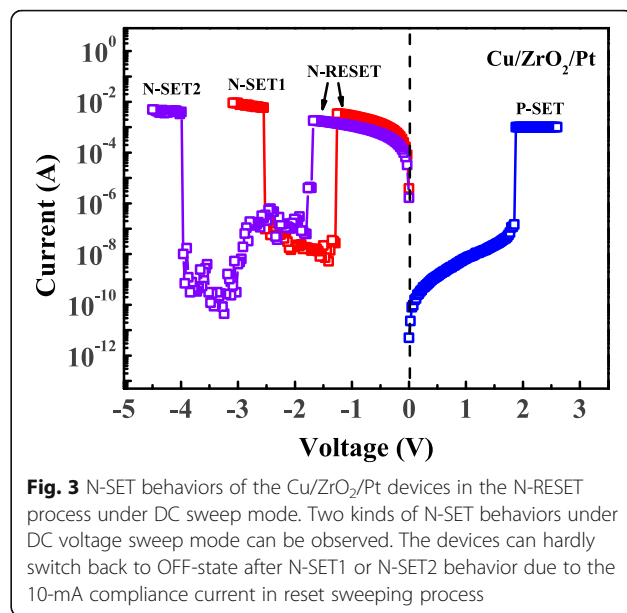 Cu/ZrO₂/Pt
N-SET2 N-SET1 N-RESET P-SET
Current (A)
10⁰
10⁻²
10⁻⁴
10⁻⁶
10⁻⁸
10⁻¹⁰
10⁻¹²
-5 -4 -3 -2 -1 0 1 2 3
Voltage (V)
Fig. 3 N-SET behaviors of the Cu/ZrO₂/Pt devices in the N-RESET
process under DC sweep mode. Two kinds of N-SET behaviors under
DC voltage sweep mode can be observed. The devices can hardly
switch back to OFF-state after N-SET1 or N-SET2 behavior due to the
10-mA compliance current in reset sweeping process